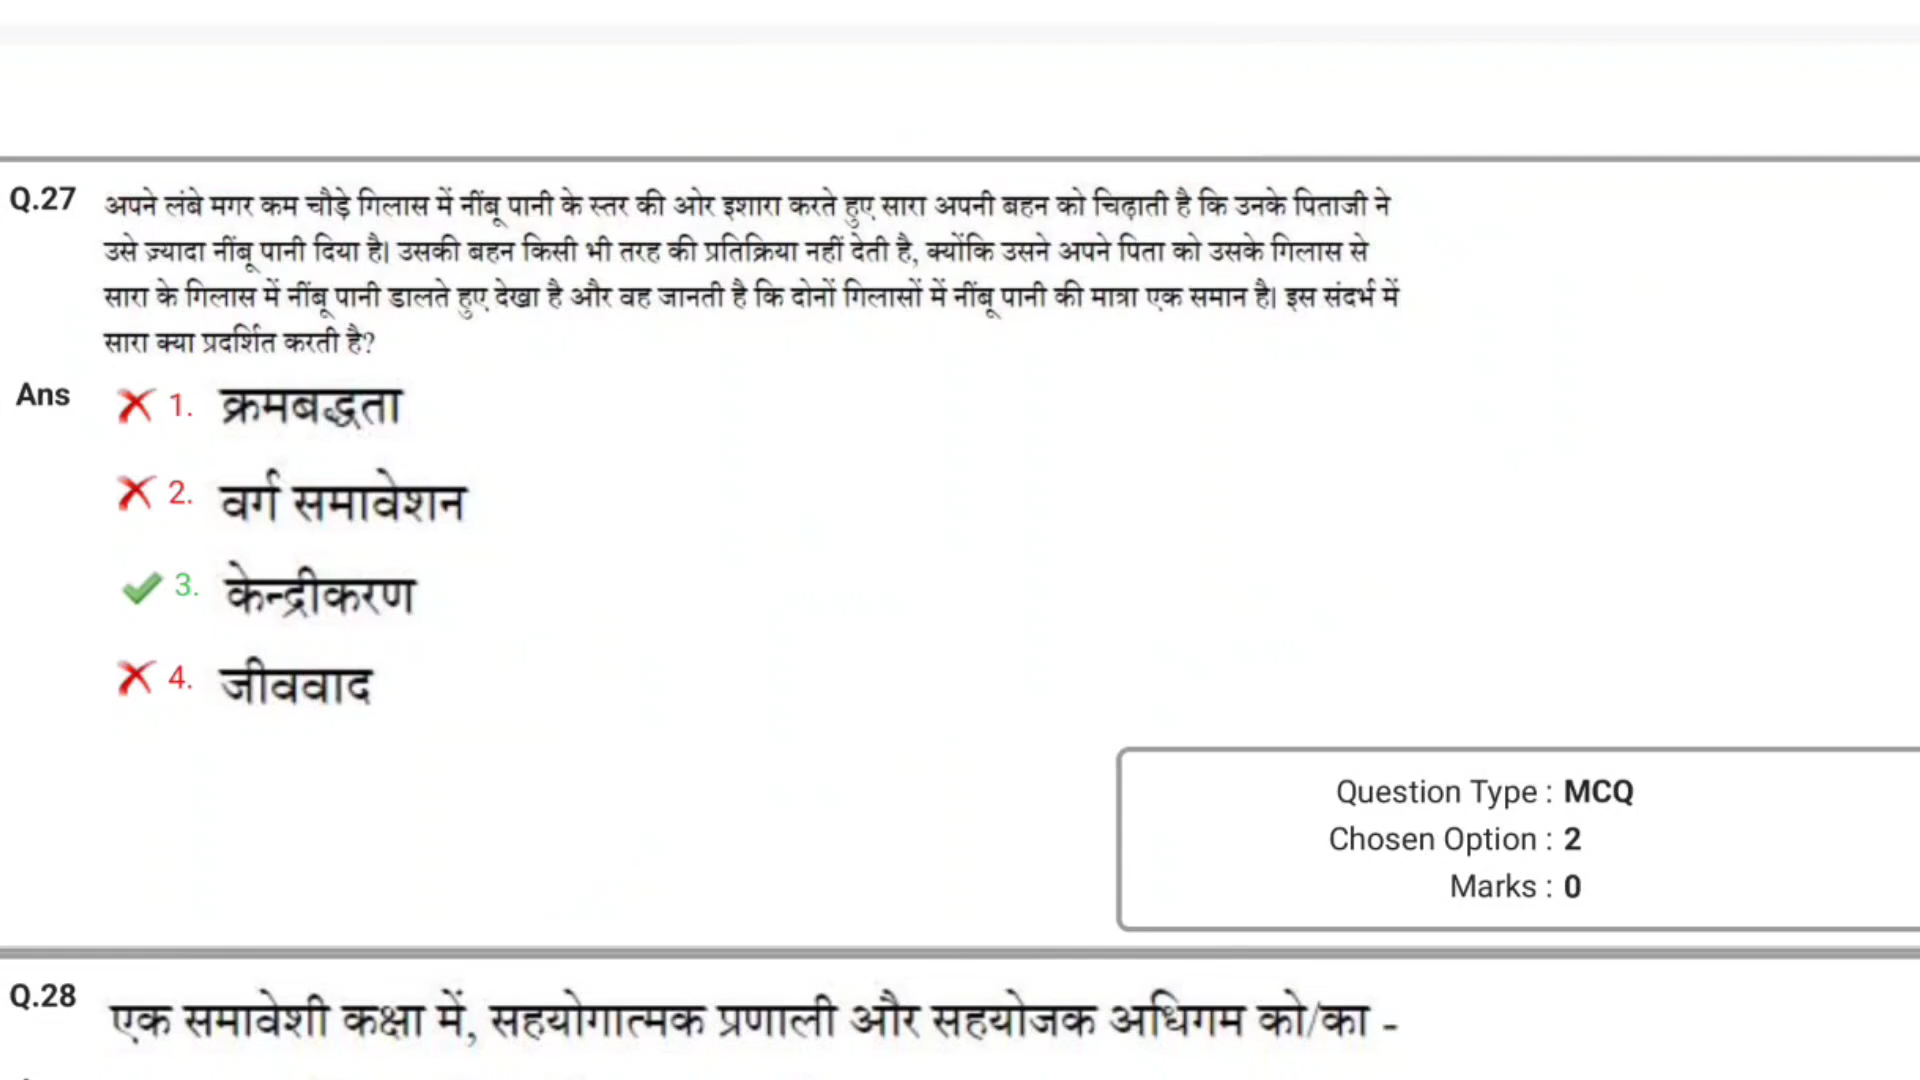 Q.27 अपने लंबे मगर कम चौड़े गिलास में नींबू पानी के स्तर की ओर इशारा करते हुए सारा अपनी बहन को चिढ़ाती है कि उनके पिताजी ने
उसे ज़्यादा नींबू पानी दिया है। उसकी बहन किसी भी तरह की प्रतिक्रिया नहीं देती है, क्योंकि उसने अपने पिता को उसके गिलास से
सारा के गिलास में नींबू पानी डालते हुए देखा है और वह जानती है कि दोनों गिलासों में नींबू पानी की मात्रा एक समान है। इस संदर्भ में
सारा क्या प्रदर्शित करती है?
Ans 1. क्रमबद्धता
2. वर्ग समावेशन
3. केन्द्रीकरण
4. जीववाद
Question Type : MCQ
Chosen Option : 2
Marks : 0
Q.28 एक समावेशी कक्षा में, सहयोगात्मक प्रणाली और सहयोजक अधिगम को/का -